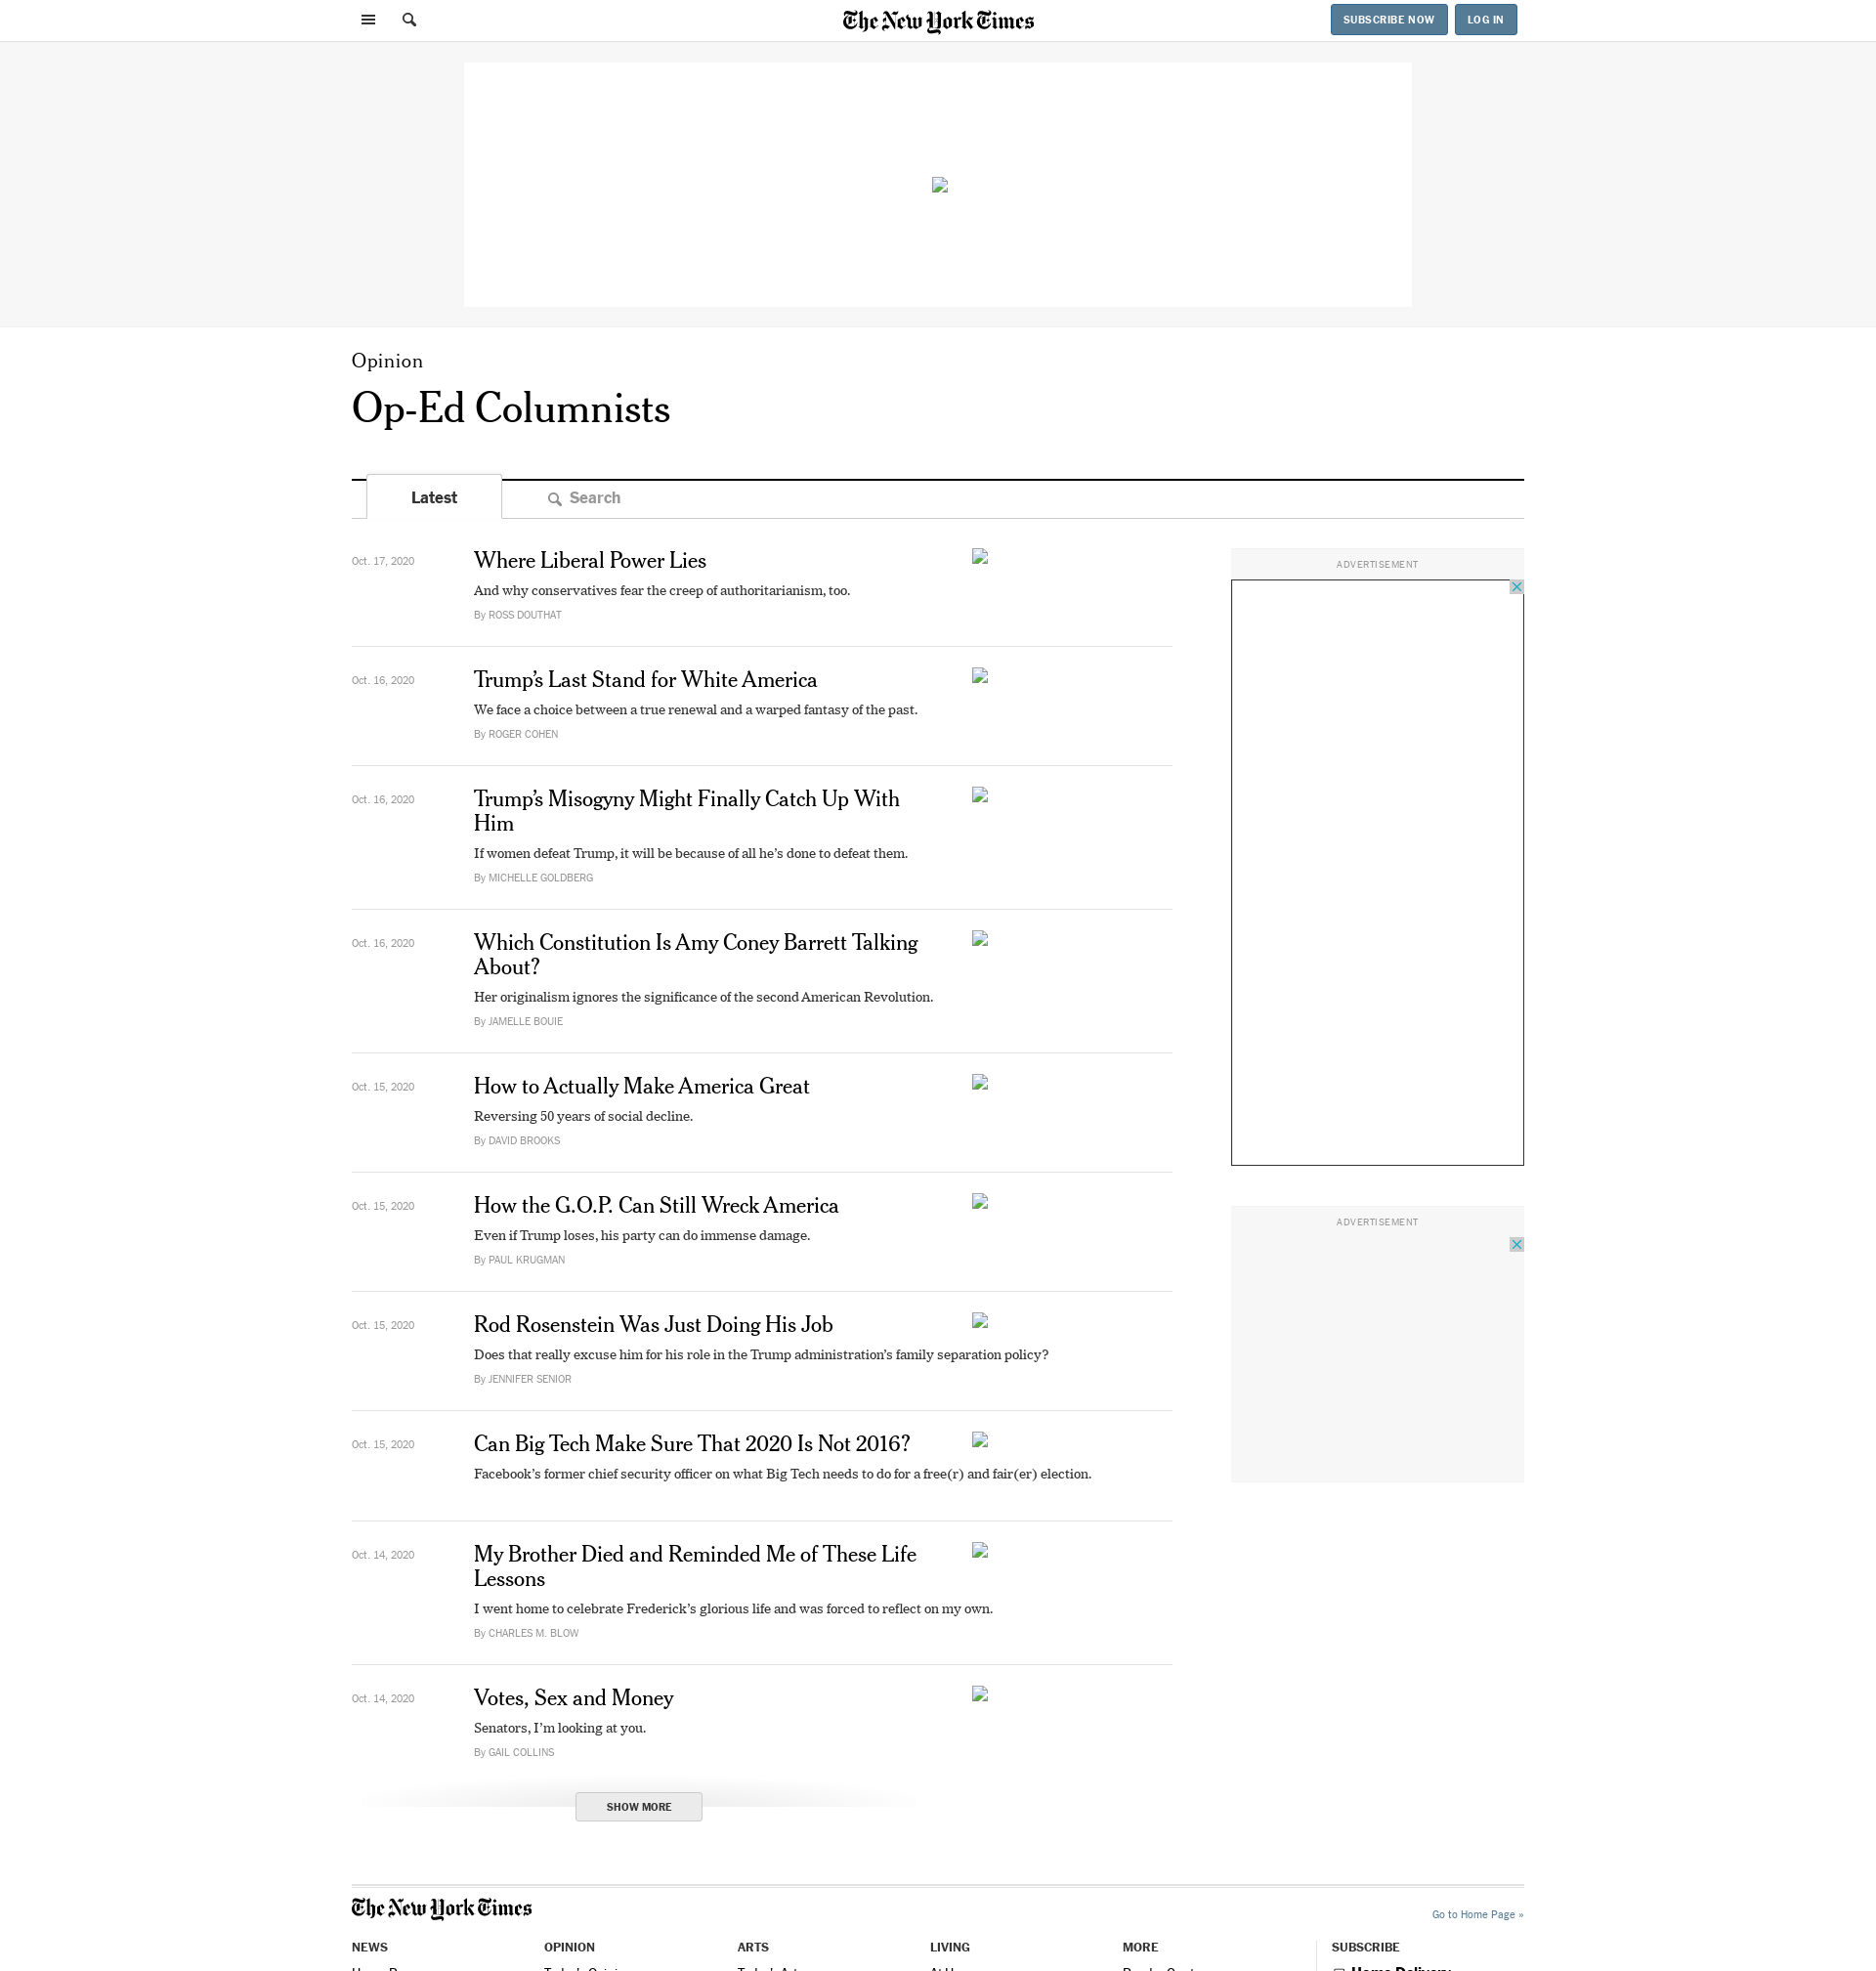 The New York Times
SUBSCRIBE NOW
LOG IN
Opinion
Op-Ed Columnists
Latest
Search
Oct. 17, 2020
Where Liberal Power Lies
And why conservatives fear the creep of authoritarianism, too.
By ROSS DOUTHAT
Oct. 16, 2020
Trump’s Last Stand for White America
We face a choice between a true renewal and a warped fantasy of the past.
By ROGER COHEN
Oct. 16, 2020
Trump’s Misogyny Might Finally Catch Up With
Him
If women defeat Trump, it will be because of all he’s done to defeat them.
By MICHELLE GOLDBERG
Oct. 16, 2020
Which Constitution Is Amy Coney Barrett Talking
About?
Her originalism ignores the significance of the second American Revolution.
By JAMELLE BOUIE
Oct. 15, 2020
How to Actually Make America Great
Reversing 50 years of social decline.
By DAVID BROOKS
Oct. 15, 2020
How the G.O.P. Can Still Wreck America
Even if Trump loses, his party can do immense damage.
By PAUL KRUGMAN
Oct. 15, 2020
Rod Rosenstein Was Just Doing His Job
Does that really excuse him for his role in the Trump administration’s family separation policy?
By JENNIFER SENIOR
Oct. 15, 2020
Can Big Tech Make Sure That 2020 Is Not 2016?
Facebook’s former chief security officer on what Big Tech needs to do for a free(r) and fair(er) election.
Oct. 14, 2020
My Brother Died and Reminded Me of These Life
Lessons
I went home to celebrate Frederick’s glorious life and was forced to reflect on my own.
By CHARLES M. BLOW
Oct. 14, 2020
Votes, Sex and Money
Senators, I’m looking at you.
By GAIL COLLINS
SHOW MORE
ADVERTISEMENT
ADVERTISEMENT
The New York Times
Go to Home Page »
NEWS
OPINION
ARTS
LIVING
MORE
SUBSCRIBE
Home Delivery